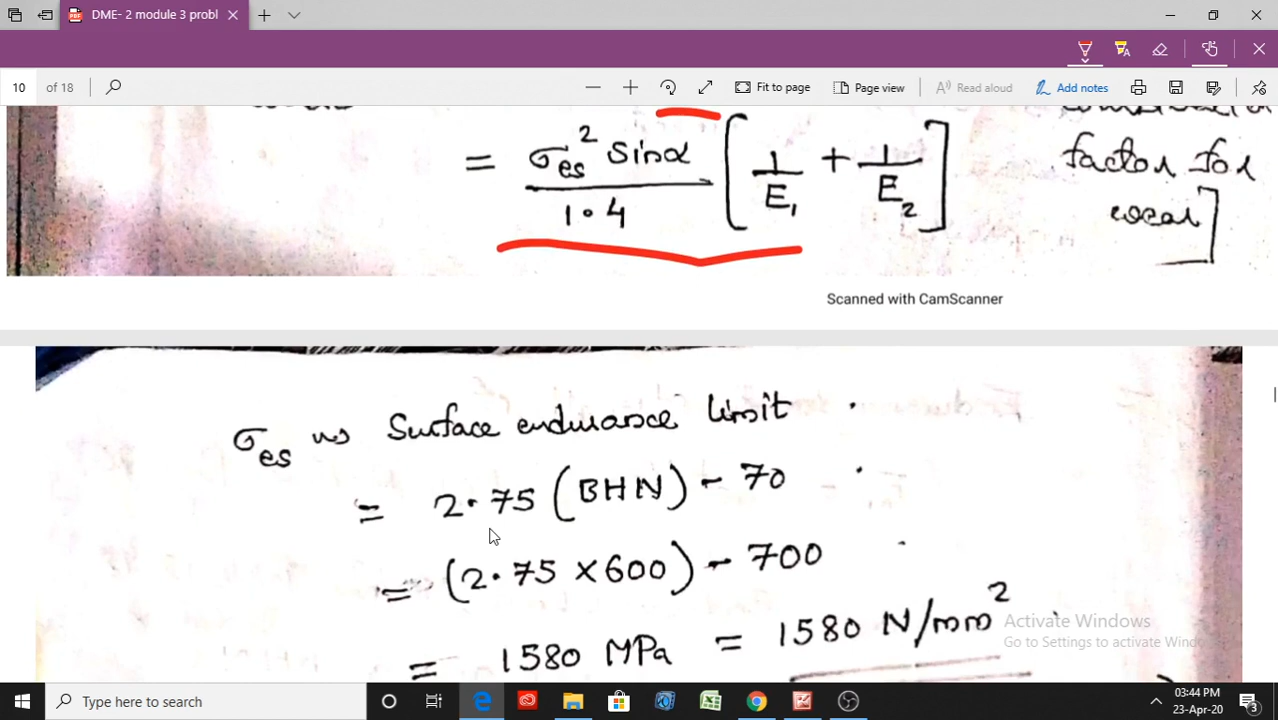 DME- 2 module 3 probl
10 of 18
Fit to page
Page view
Read aloud
Add notes
= σes² Sinα / 1.4 [ 1/E₁ + 1/E₂ ]
factor for
wear]
Scanned with CamScanner
σes → Surface endurance limit.
= 2.75 (BHN) - 70
= (2.75 × 600) - 700
= 1580 MPa = 1580 N/mm²
Activate Windows
Go to Settings to activate Windo
Type here to search
03:44 PM
23-Apr-20
3